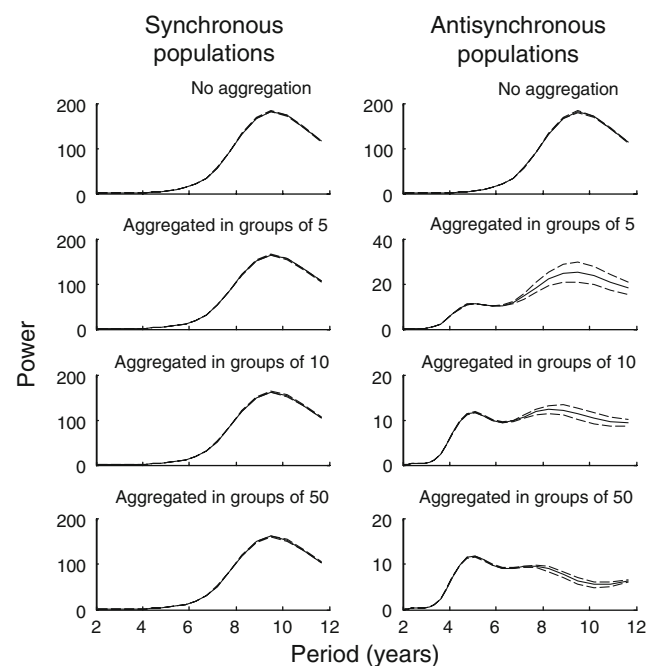 Synchronous populations
Antisynchronous populations
No aggregation
No aggregation
200
100
0
200
100
0
Aggregated in groups of 5
Aggregated in groups of 5
200
100
0
40
20
0
Aggregated in groups of 10
Aggregated in groups of 10
200
100
0
20
10
0
Aggregated in groups of 50
Aggregated in groups of 50
200
100
0
20
10
0
2 4 6 8 10 12
2 4 6 8 10 12
Power
Period (years)